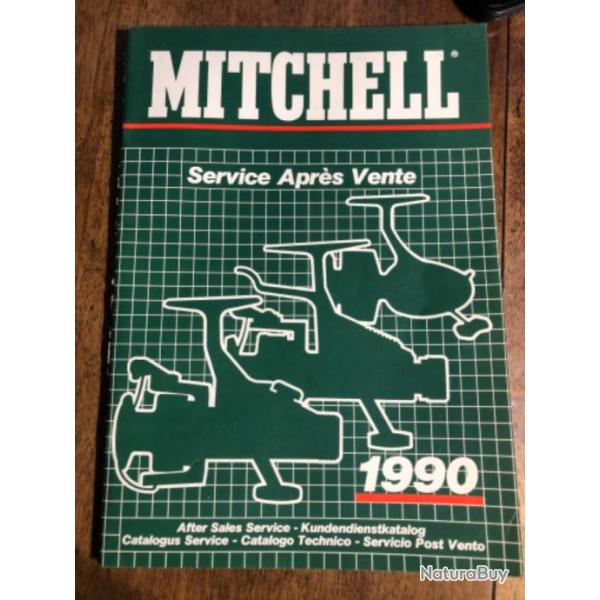 MITCHELL®
Service Après Vente
1990
After Sales Service - Kundendienstkatalog
Catalogus Service - Catalogo Technico - Servicio Post Vento
NaturaBuy